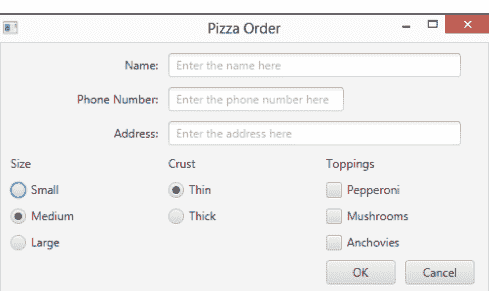 Pizza Order
Name: Enter the name here
Phone Number: Enter the phone number here
Address: Enter the address here
Size Crust Toppings
Small Thin Pepperoni
Medium Thick Mushrooms
Large Anchovies
OK Cancel